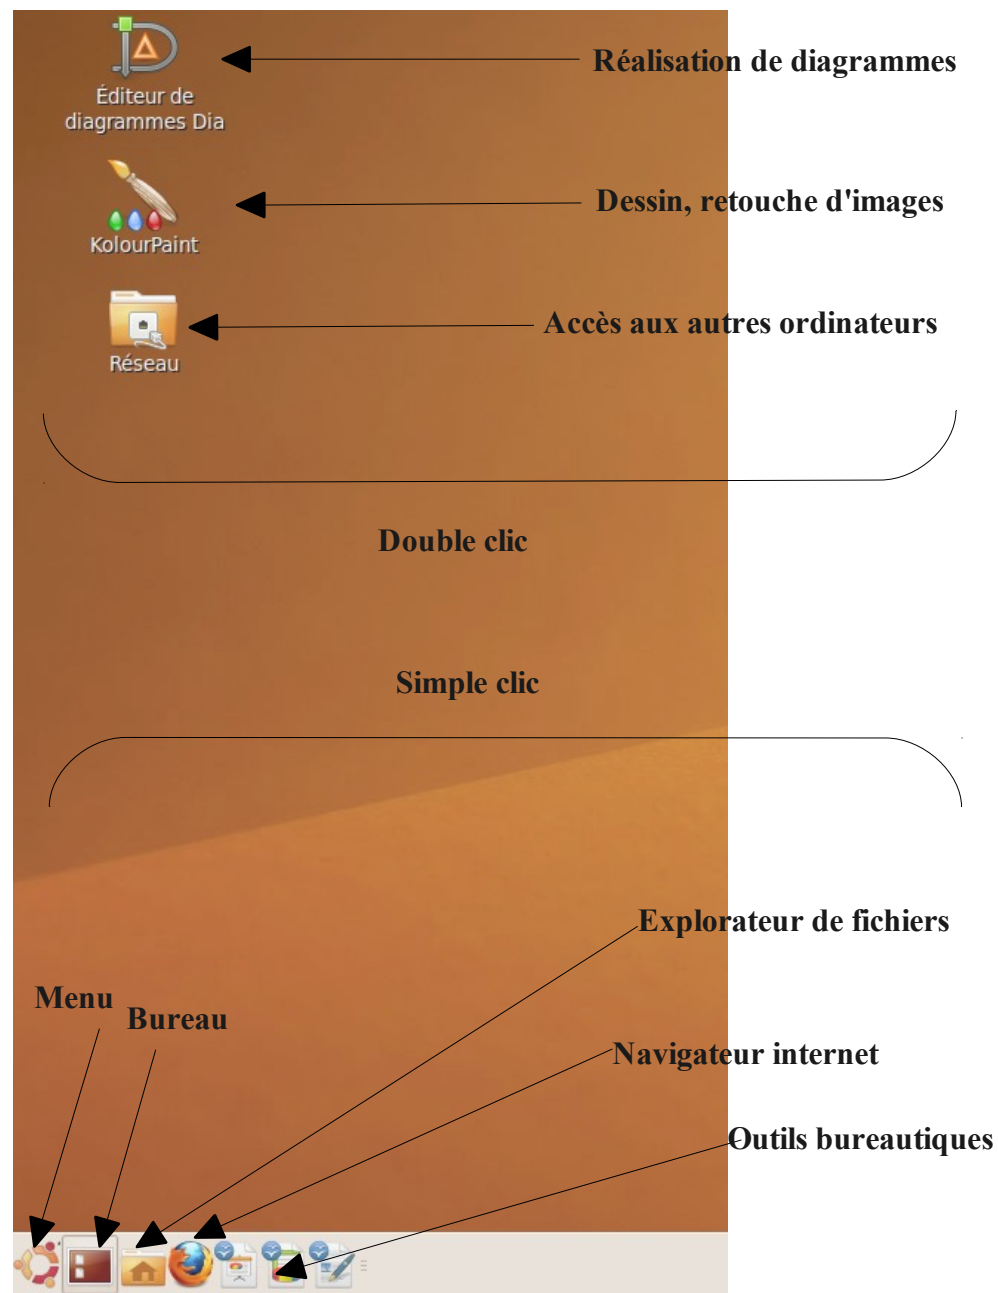 Réalisation de diagrammes
Éditeur de
diagrammes Dia
Dessin, retouche d'images
KolourPaint
Accès aux autres ordinateurs
Réseau
Double clic
Simple clic
Explorateur de fichiers
Menu
Bureau
Navigateur internet
Outils bureautiques